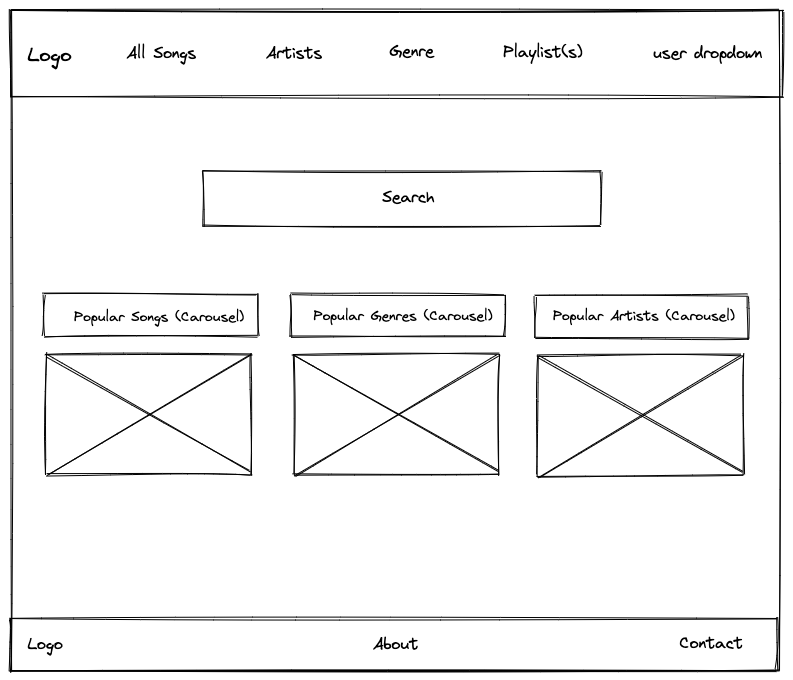 Logo All Songs Artists Genre Playlist(s) user dropdown
Search
Popular Songs (Carousel) Popular Genres (Carousel) Popular Artists (Carousel)
Logo About Contact